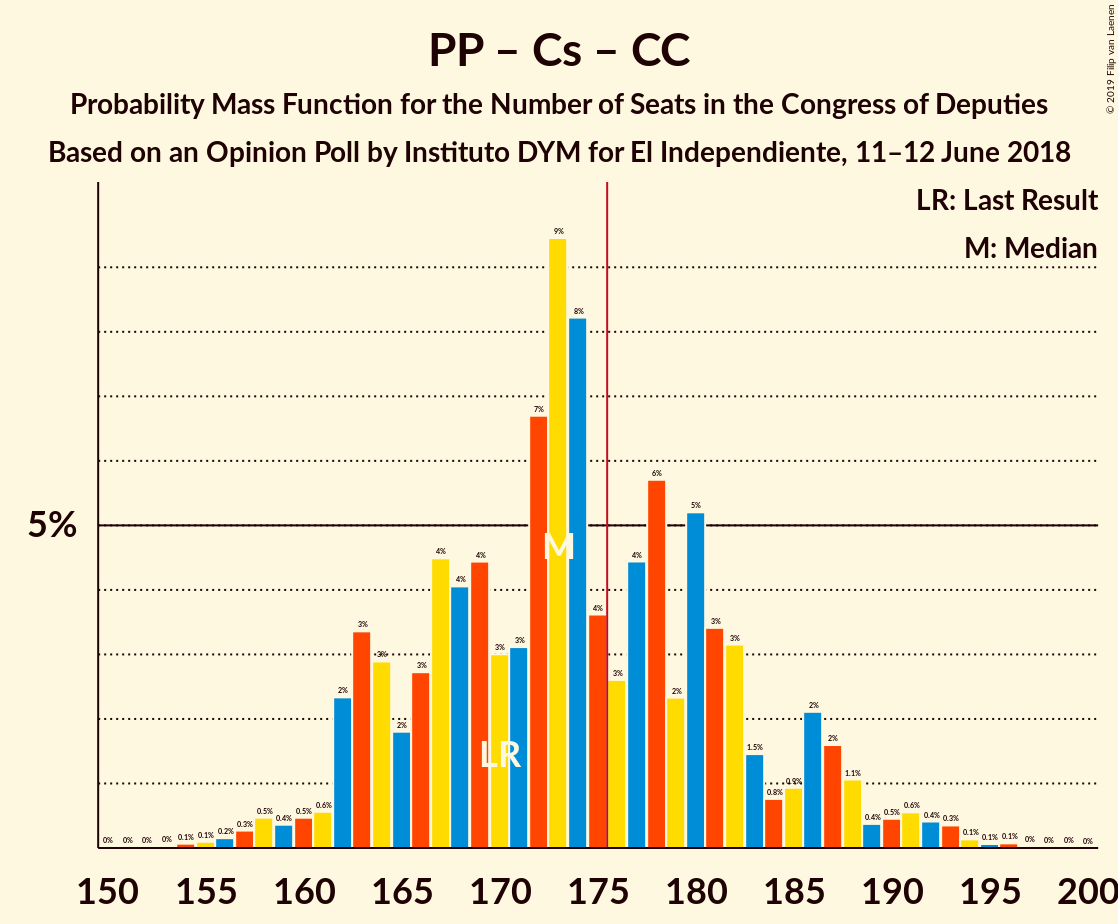 PP – Cs – CC
Probability Mass Function for the Number of Seats in the Congress of Deputies
Based on an Opinion Poll by Instituto DYM for El Independiente, 11–12 June 2018
© 2019 Filip van Laenen
LR: Last Result
M: Median
5%
0% 0% 0% 0% 0.1% 0.1% 0.2% 0.3% 0.5% 0.4% 0.5% 0.6% 2% 3% 3% 2% 3% 4% 4% 4% 3% 3% 7% 9% 8% 4% 3% 4% 6% 2% 5% 3% 3% 1.5% 0.8% 0.9% 2% 2% 1.1% 0.4% 0.5% 0.6% 0.4% 0.3% 0.1% 0.1% 0.1% 0% 0% 0% 0%
M
LR
150 155 160 165 170 175 180 185 190 195 200